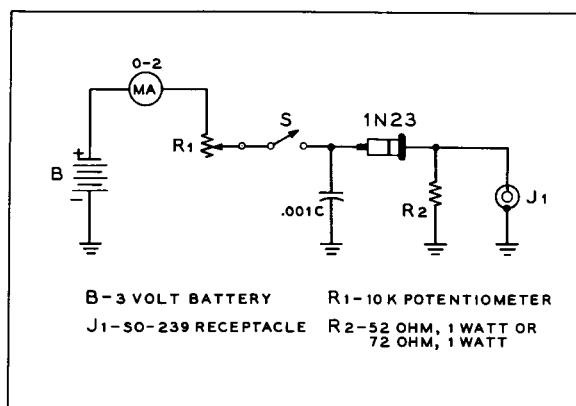 0-2
MA
+
R1
S
1N23
B
-
.001C
R2
J1
B-3 VOLT BATTERY
R1-10K POTENTIOMETER
J1-SO-239 RECEPTACLE
R2-52 OHM, 1 WATT OR
72 OHM, 1 WATT